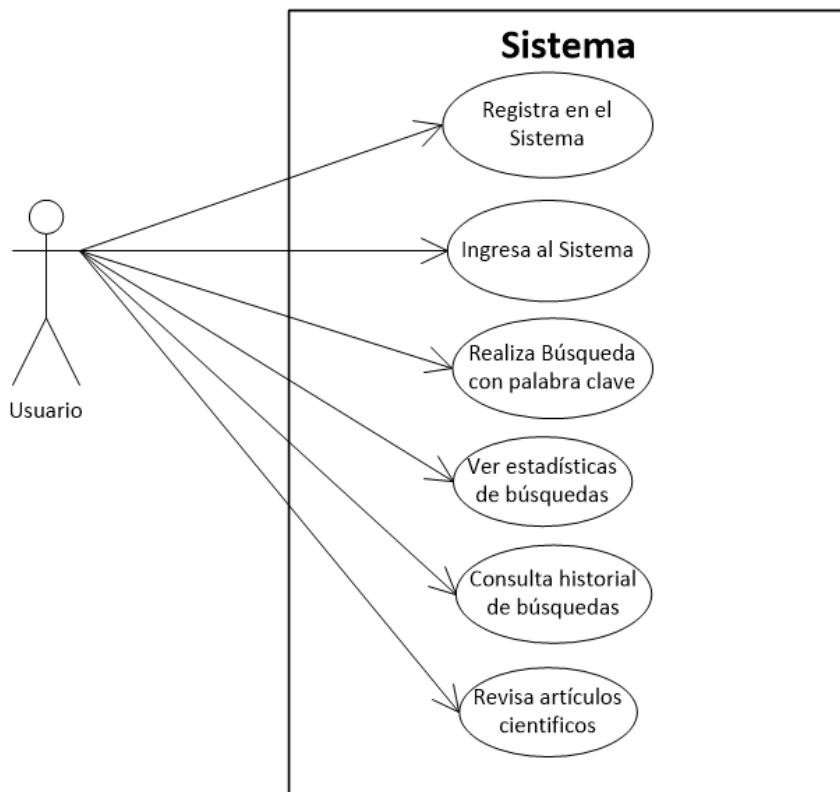 Sistema
Registra en el
Sistema
Ingresa al Sistema
Realiza Búsqueda
con palabra clave
Usuario
Ver estadísticas
de búsquedas
Consulta historial
de búsquedas
Revisa artículos
cientificos